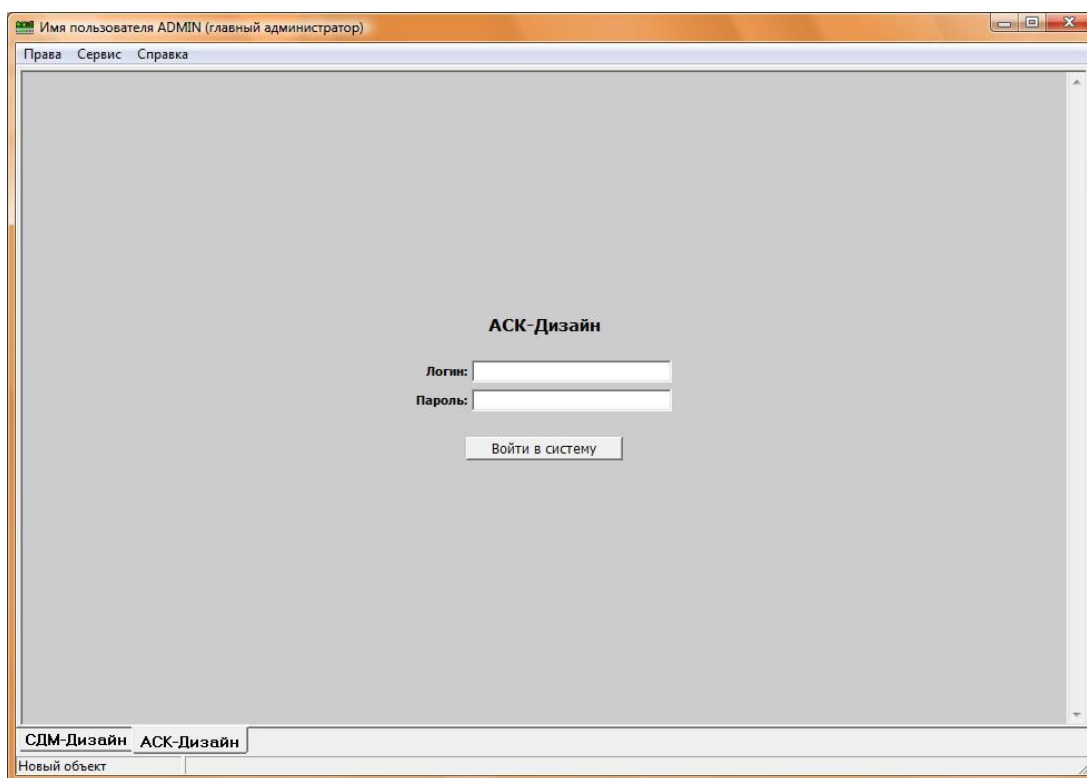 Имя пользователя ADMIN (главный администратор)
Права Сервис Справка
АСК-Дизайн
Логин:
Пароль:
Войти в систему
СДМ-Дизайн АСК-Дизайн
Новый объект